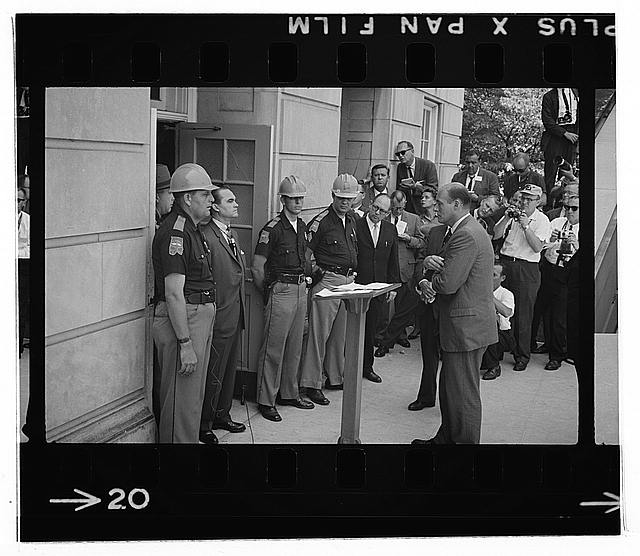 PLUS X PAN FILM
→ 20 →